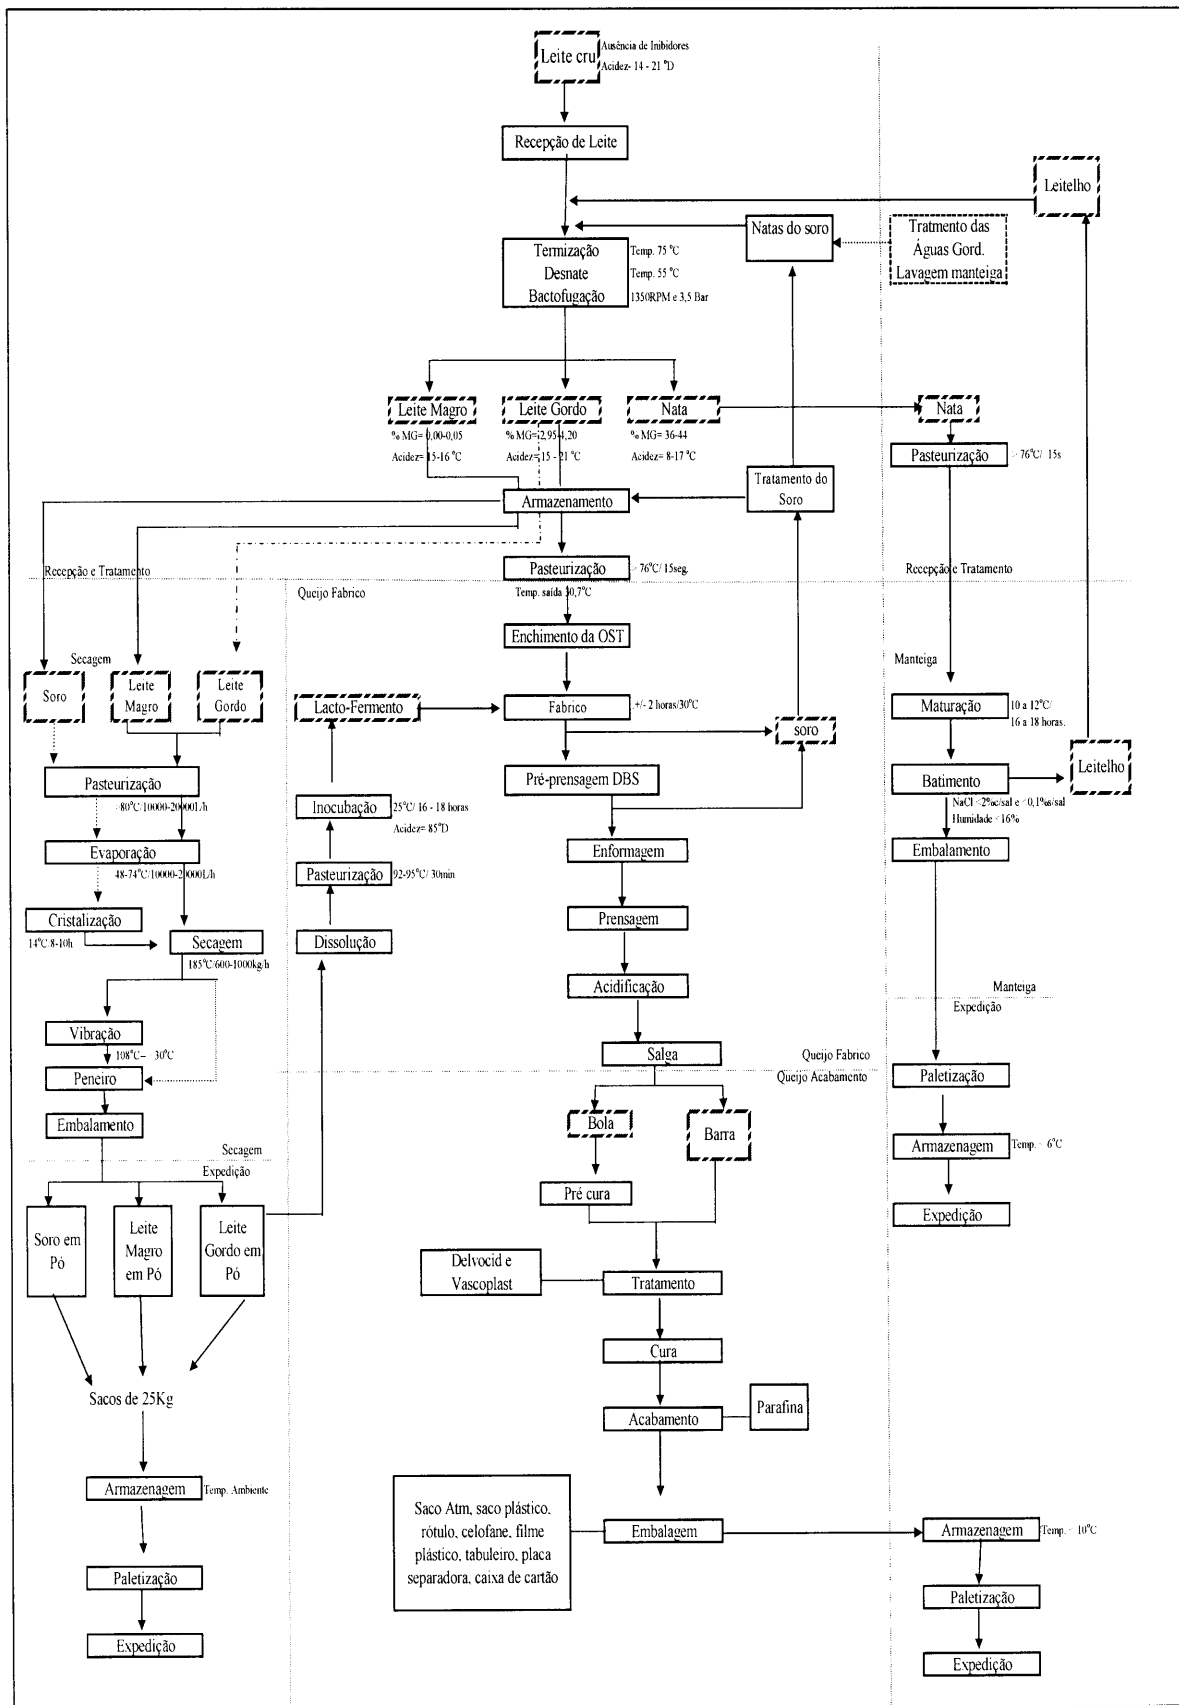 Leite cru
Ausência de Inibidores
Acidez- 14 - 21 °D
Recepção de Leite
Leitelho
Natas do soro
Tratmento das
Águas Gord.
Lavagem manteiga
Termização
Desnate
Bactofugação
Temp. 75 °C
Temp. 55 °C
1350RPM e 3,5 Bar
Leite Magro
Leite Gordo
Nata
Nata
% MG= 0,00-0,05
Acidez= 15-16 °C
% MG= 2,95-4,20
Acidez= 15 - 21 °C
% MG= 36-44
Acidez= 8-17 °C
Pasteurização
76°C/ 15s
Tratamento do
Soro
Armazenamento
Pasteurização
76°C/ 15seg.
Temp. saída 30,7°C
Recepção e Tratamento
Recepção e Tratamento
Queijo Fabrico
Enchimento da OST
Secagem
Manteiga
Soro
Leite
Magro
Leite
Gordo
Lacto-Fermento
Fabrico
+/- 2 horas/30°C
soro
Maturação
10 a 12°C/
16 a 18 horas.
Pré-prensagem DBS
Batimento
Leitelho
NaCl <2%c/sal e <0,1%s/sal
Humidade <16%
Pasteurização
>80°C/10000-20000L/h
Inocubação
25°C/ 16 - 18 horas
Acidez= 85°D
Evaporação
48-74°C/10000-20000L/h
Enformagem
Embalamento
Pasteurização
92-95°C/ 30min
Cristalização
14°C/8-10h
Secagem
185°C/600-1000kg/h
Dissolução
Prensagem
Acidificação
Manteiga
Expedição
Vibração
108°C– 30°C
Peneiro
Salga
Queijo Fabrico
Queijo Acabamento
Paletização
Embalamento
Bola
Barra
Armazenagem
Temp. 6°C
Secagem
Expedição
Pré cura
Expedição
Soro em
Pó
Leite
Magro
em Pó
Leite
Gordo em
Pó
Delvocid e
Vascoplast
Tratamento
Cura
Sacos de 25Kg
Acabamento
Parafina
Armazenagem
Temp. Ambiente
Saco Atm, saco plástico,
rótulo, celofane, filme
plástico, tabuleiro, placa
separadora, caixa de cartão
Embalagem
Armazenagem
Temp. 10°C
Paletização
Paletização
Expedição
Expedição